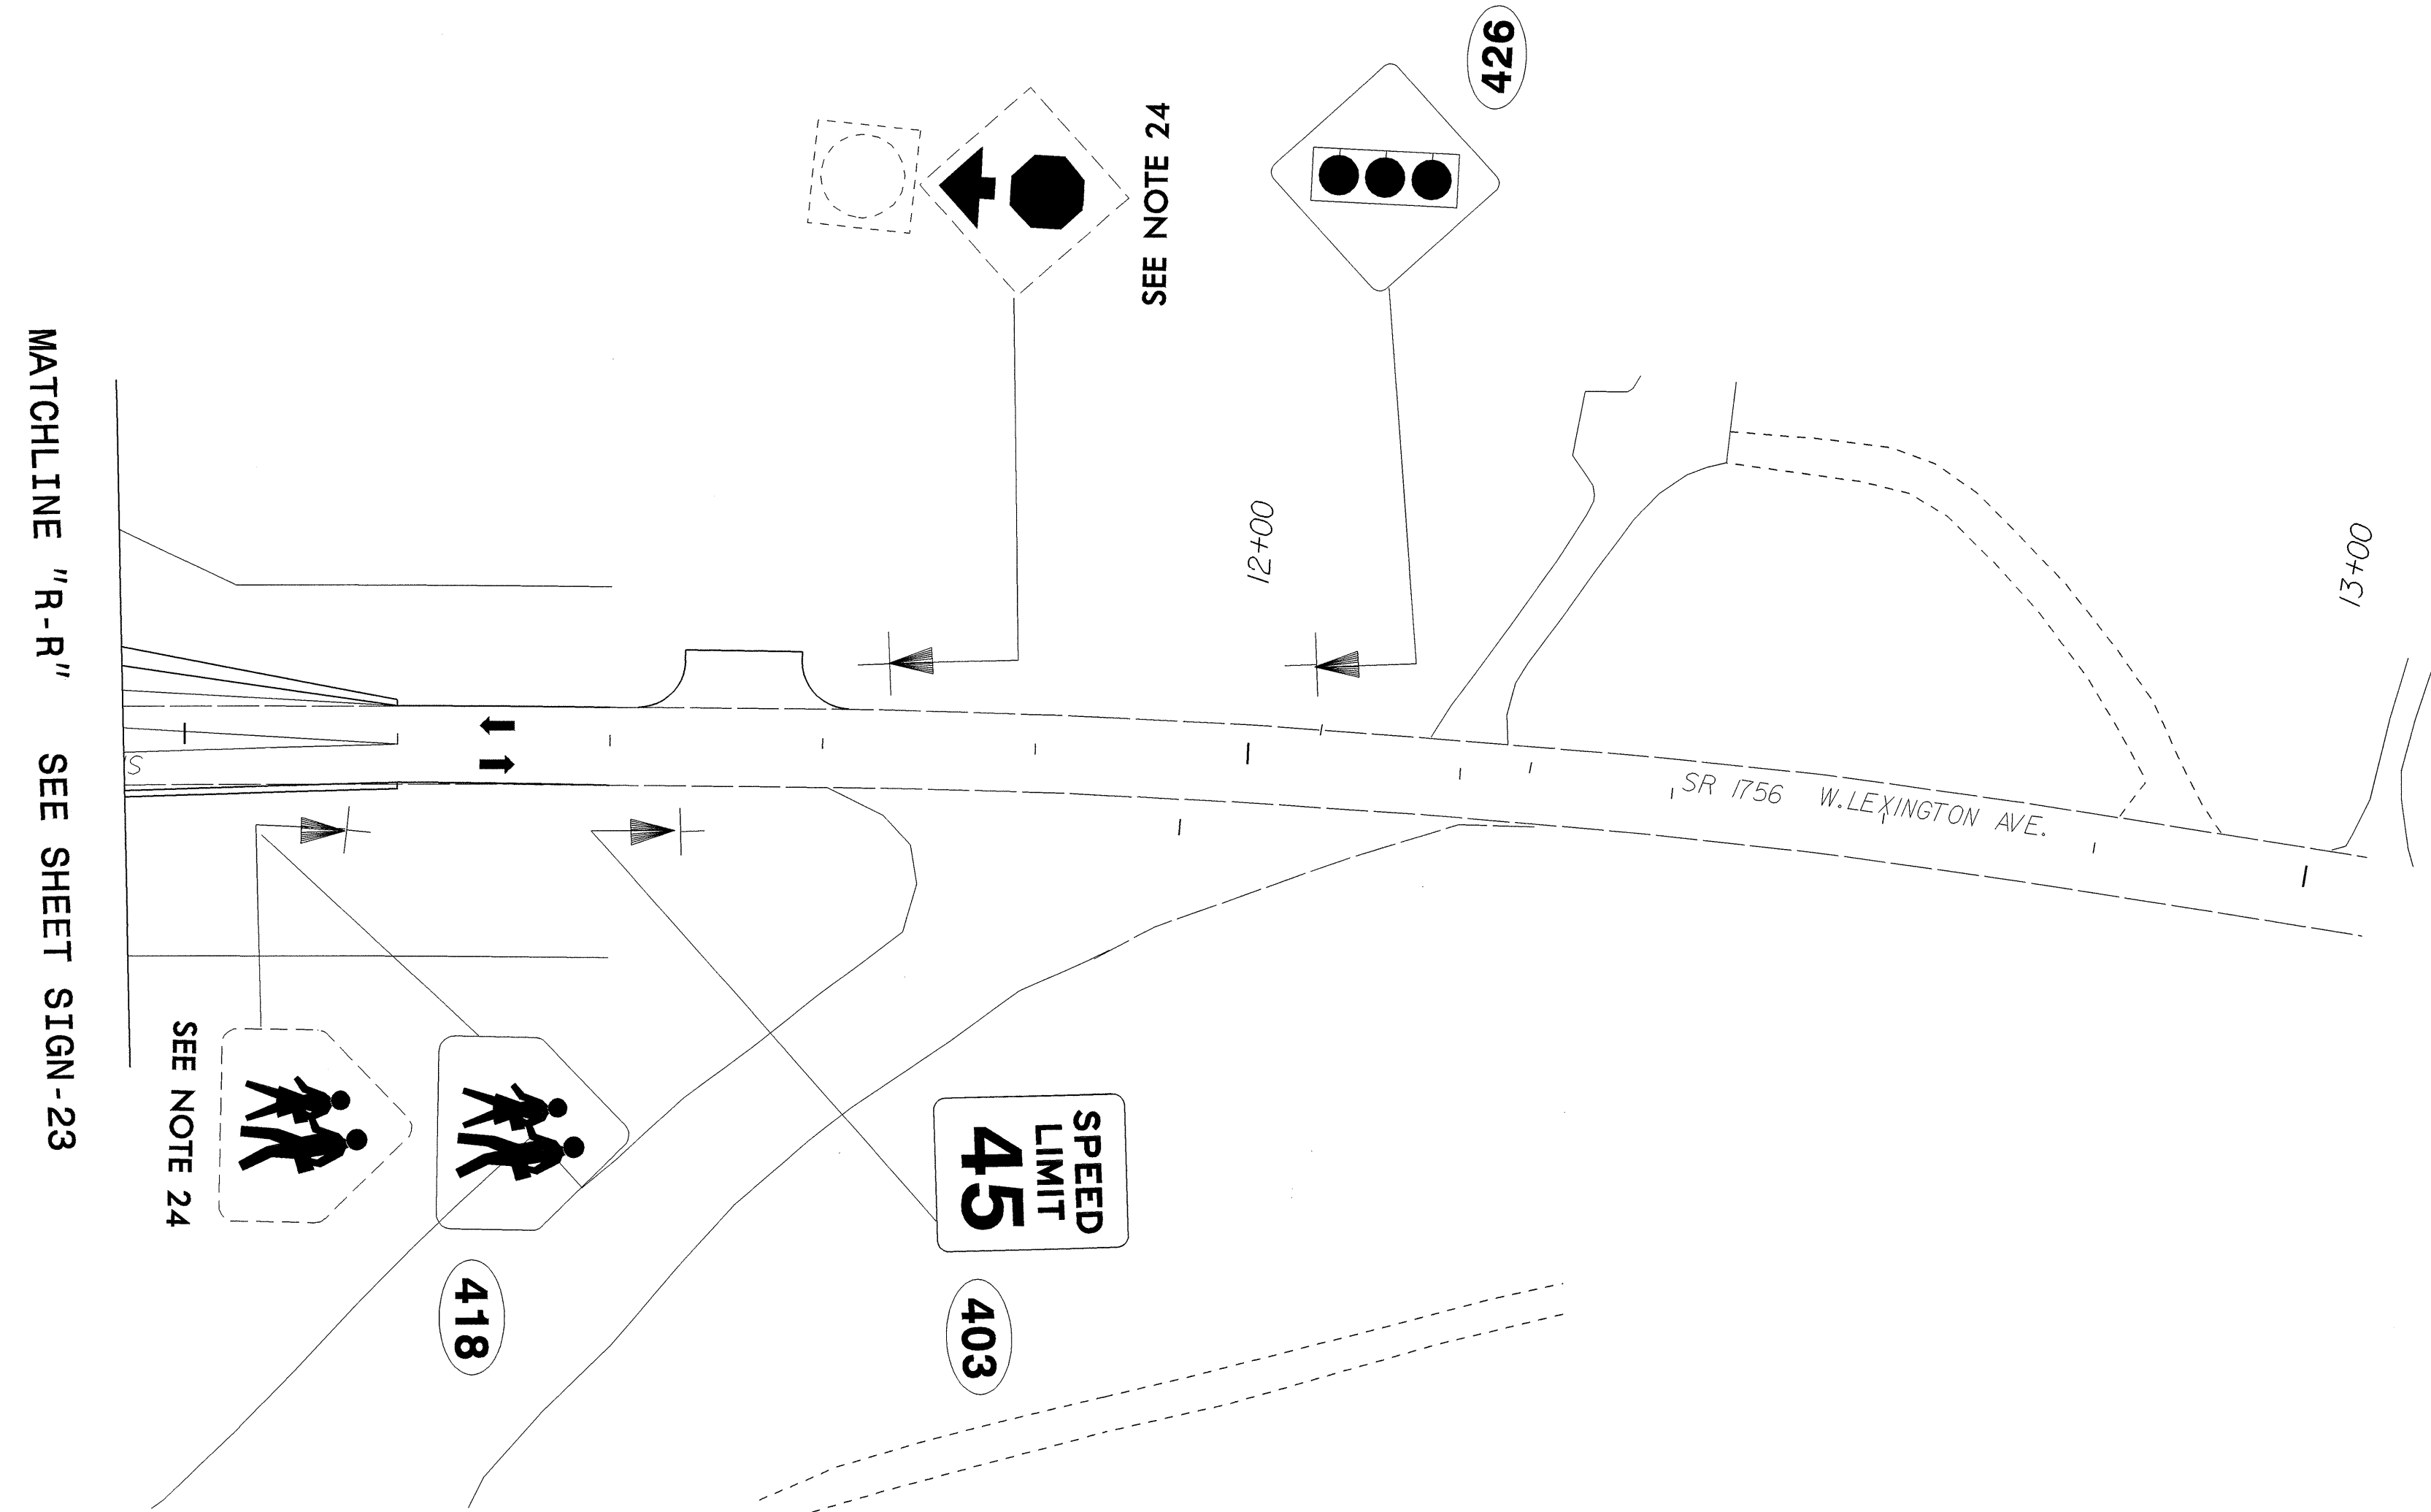 426
SEE NOTE 24
12+00
13+00
MATCHLINE "R-R" SEE SHEET SIGN-23
SR 1756 W. LEXINGTON AVE.
SEE NOTE 24
418
SPEED
LIMIT
45
403